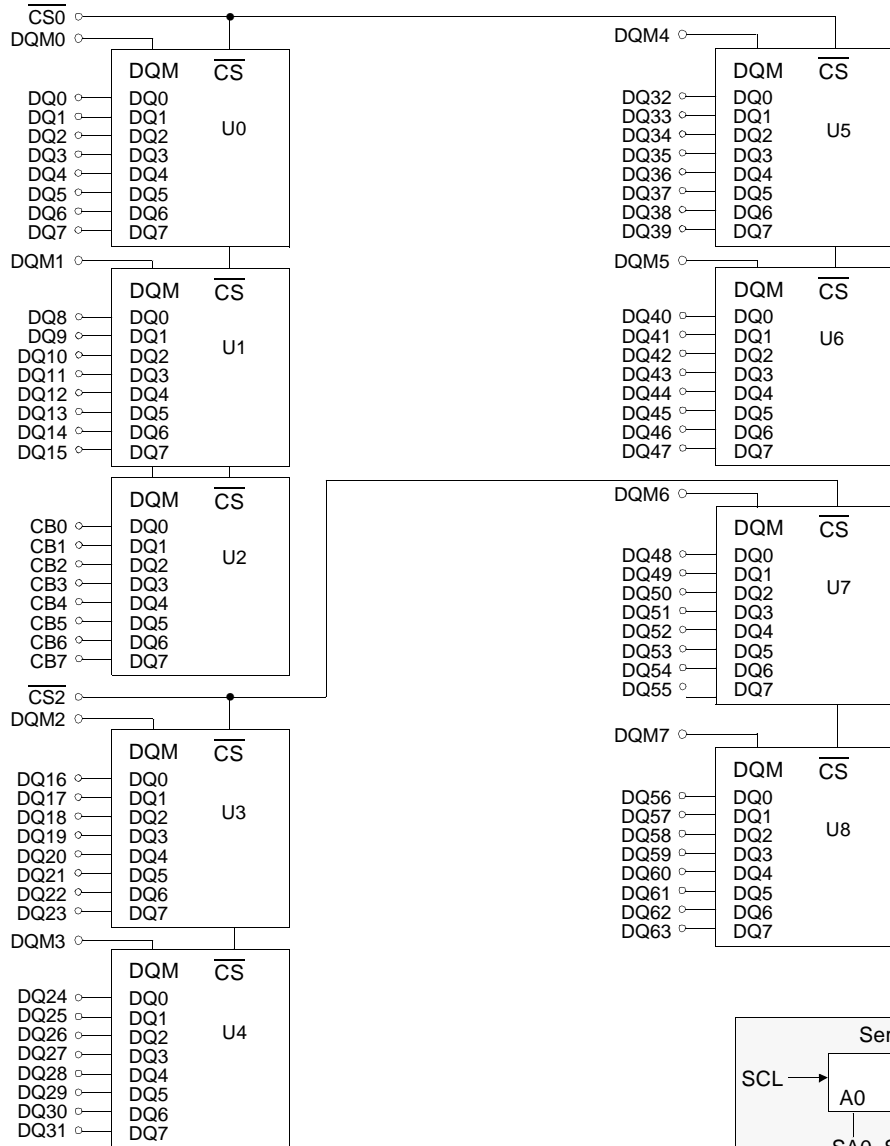 CS0
DQM0
DQM CS
DQ0 DQ0
DQ1 DQ1
DQ2 DQ2
DQ3 DQ3
DQ4 DQ4
DQ5 DQ5
DQ6 DQ6
DQ7 DQ7
U0
DQM1
DQM CS
DQ8 DQ0
DQ9 DQ1
DQ10 DQ2
DQ11 DQ3
DQ12 DQ4
DQ13 DQ5
DQ14 DQ6
DQ15 DQ7
U1
DQM CS
CB0 DQ0
CB1 DQ1
CB2 DQ2
CB3 DQ3
CB4 DQ4
CB5 DQ5
CB6 DQ6
CB7 DQ7
U2
CS2
DQM2
DQM CS
DQ16 DQ0
DQ17 DQ1
DQ18 DQ2
DQ19 DQ3
DQ20 DQ4
DQ21 DQ5
DQ22 DQ6
DQ23 DQ7
U3
DQM3
DQM CS
DQ24 DQ0
DQ25 DQ1
DQ26 DQ2
DQ27 DQ3
DQ28 DQ4
DQ29 DQ5
DQ30 DQ6
DQ31 DQ7
U4
DQM4
DQM CS
DQ32 DQ0
DQ33 DQ1
DQ34 DQ2
DQ35 DQ3
DQ36 DQ4
DQ37 DQ5
DQ38 DQ6
DQ39 DQ7
U5
DQM5
DQM CS
DQ40 DQ0
DQ41 DQ1
DQ42 DQ2
DQ43 DQ3
DQ44 DQ4
DQ45 DQ5
DQ46 DQ6
DQ47 DQ7
U6
DQM6
DQM CS
DQ48 DQ0
DQ49 DQ1
DQ50 DQ2
DQ51 DQ3
DQ52 DQ4
DQ53 DQ5
DQ54 DQ6
DQ55 DQ7
U7
DQM7
DQM CS
DQ56 DQ0
DQ57 DQ1
DQ58 DQ2
DQ59 DQ3
DQ60 DQ4
DQ61 DQ5
DQ62 DQ6
DQ63 DQ7
U8
Ser
SCL
A0
SA0